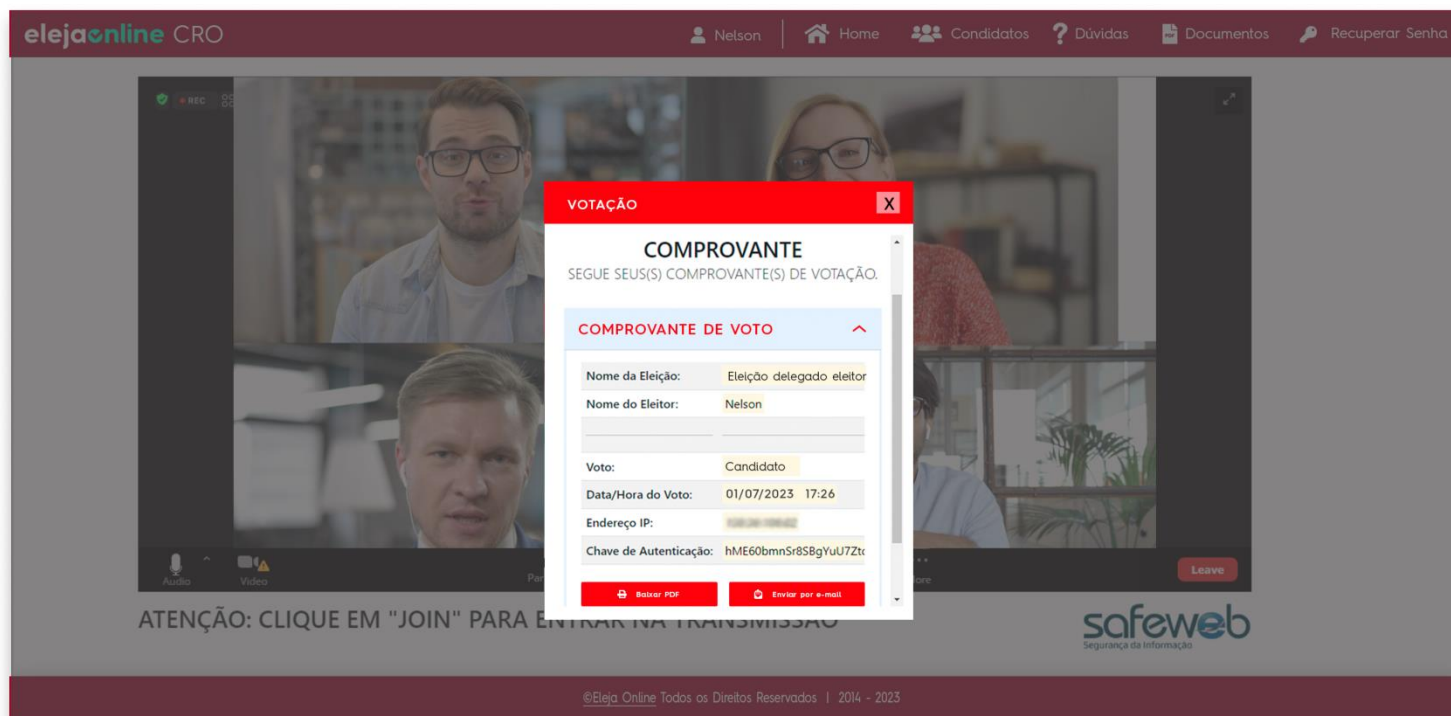 elejaonline CRO
Nelson
Home
Candidatos
? Dúvidas
Documentos
Recuperar Senha
REC
VOTAÇÃO
X
COMPROVANTE
SEGUE SEUS(S) COMPROVANTE(S) DE VOTAÇÃO.
COMPROVANTE DE VOTO
Nome da Eleição: Eleição delegado eleitor
Nome do Eleitor: Nelson
Voto: Candidato
Data/Hora do Voto: 01/07/2023 17:26
Endereço IP:
Chave de Autenticação: hME60bmnSr8SBgYuU7Ztc
Baixar PDF
Enviar por e-mail
Audio
Video
Leave
ATENÇÃO: CLIQUE EM "JOIN" PARA ENTRAR NA TRANSMISSÃO
safeweb
Segurança da Informação
©Eleja Online Todos os Direitos Reservados | 2014 - 2023